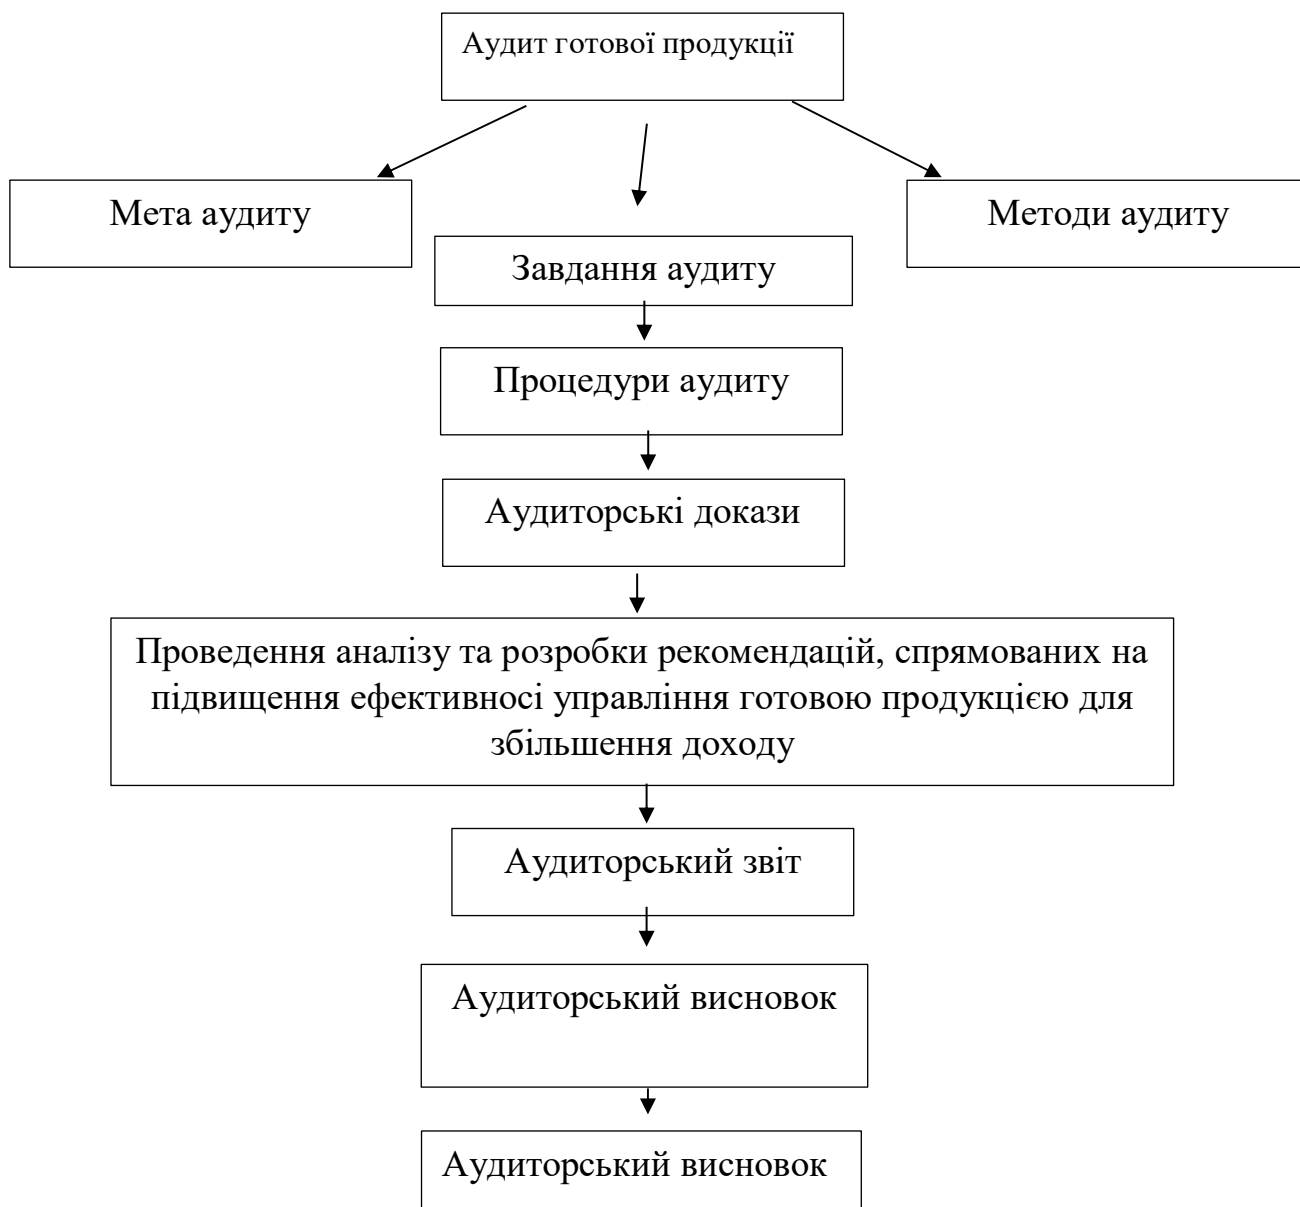 Аудит готової продукції
Мета аудиту
Методи аудиту
Завдання аудиту
Процедури аудиту
Аудиторські докази
Проведення аналізу та розробки рекомендацій, спрямованих на
підвищення ефективносі управління готовою продукцією для
збільшення доходу
Аудиторський звіт
Аудиторський висновок
Аудиторський висновок